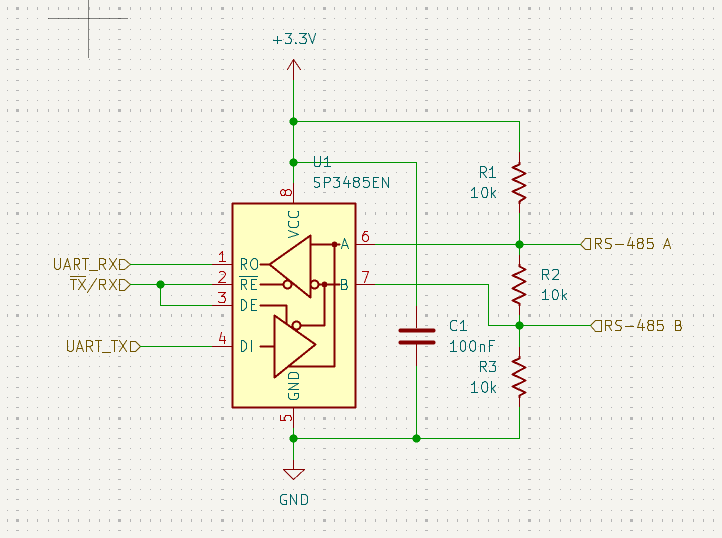 +3.3V
U1
SP3485EN
R1
10k
8
VCC
A
6
RS-485 A
UART_RX
1
RO
TX/RX
2
RE
B
7
R2
10k
3
DE
RS-485 B
C1
100nF
UART_TX
4
DI
R3
10k
GND
5
GND